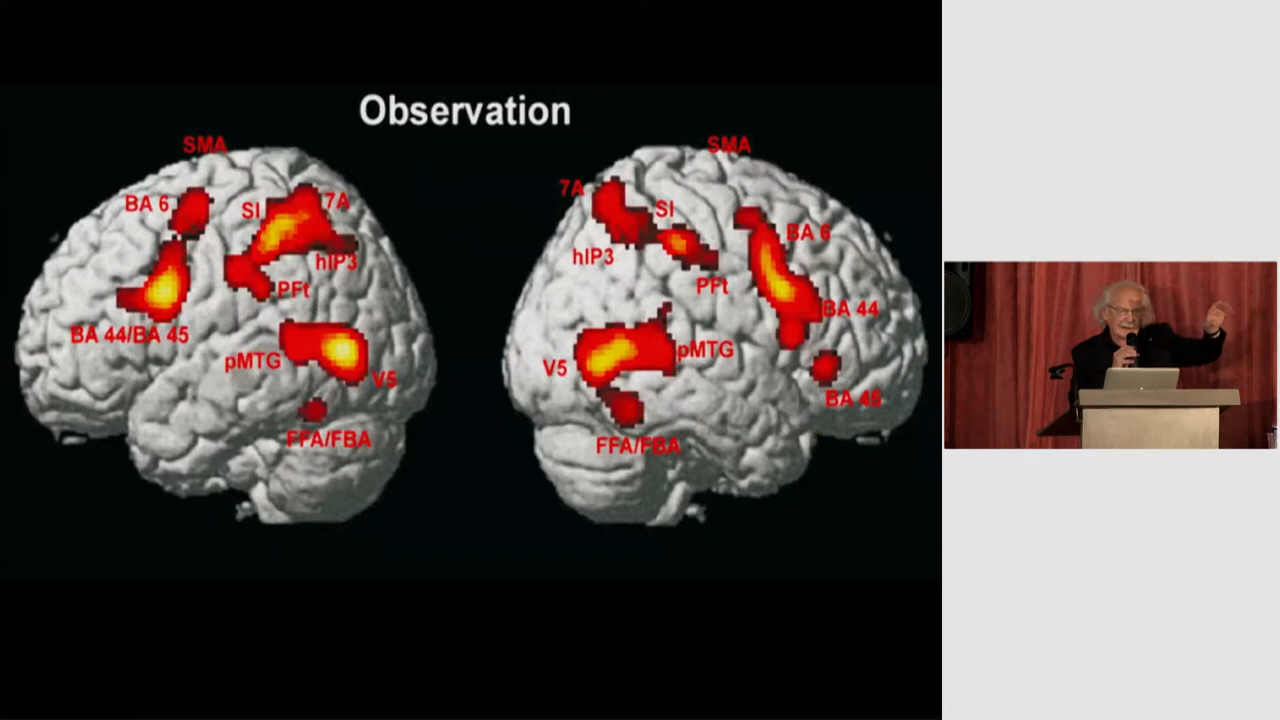 Observation
SMA
BA 6
SI
7A
hIP3
PFt
BA 44/BA 45
pMTG
V5
FFA/FBA
SMA
7A
SI
BA 6
hIP3
PFt
BA 44
V5
pMTG
BA 45
FFA/FBA